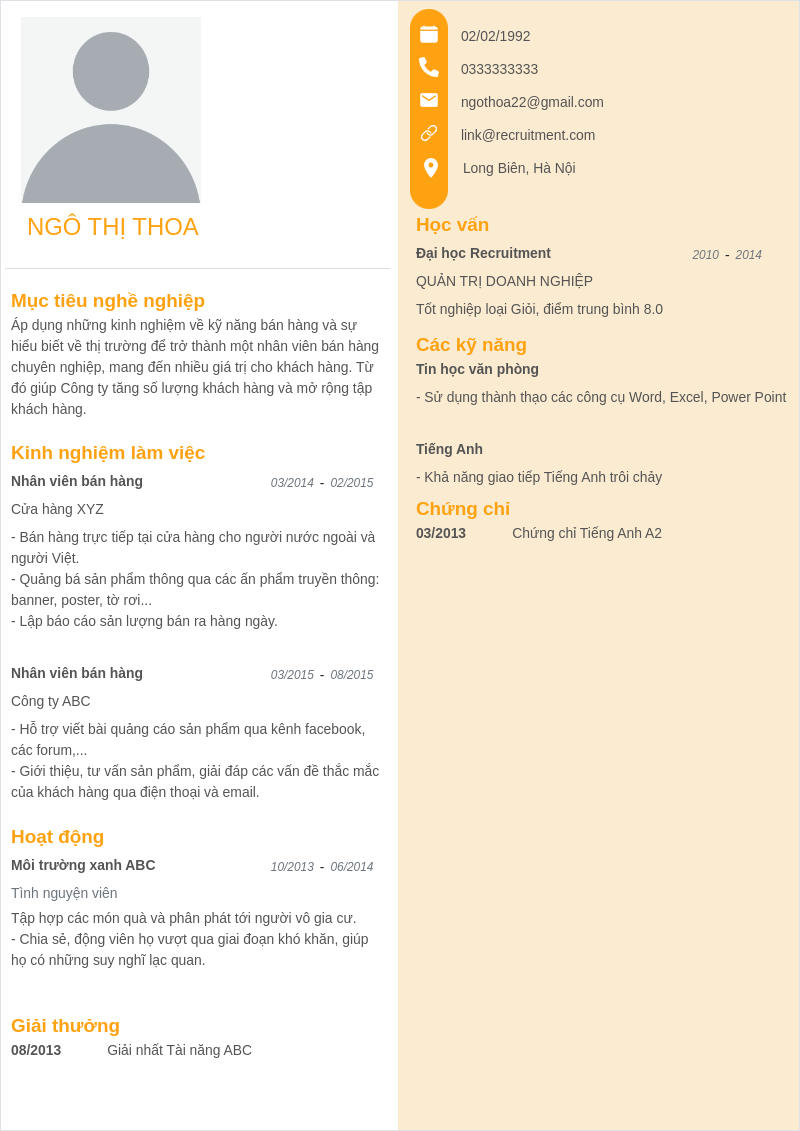 NGÔ THỊ THOA
Mục tiêu nghề nghiệp
Áp dụng những kinh nghiệm về kỹ năng bán hàng và sự
hiểu biết về thị trường để trở thành một nhân viên bán hàng
chuyên nghiệp, mang đến nhiều giá trị cho khách hàng. Từ
đó giúp Công ty tăng số lượng khách hàng và mở rộng tập
khách hàng.
Kinh nghiệm làm việc
Nhân viên bán hàng 03/2014 - 02/2015
Cửa hàng XYZ
- Bán hàng trực tiếp tại cửa hàng cho người nước ngoài và
người Việt.
- Quảng bá sản phẩm thông qua các ấn phẩm truyền thông:
banner, poster, tờ rơi...
- Lập báo cáo sản lượng bán ra hàng ngày.
Nhân viên bán hàng 03/2015 - 08/2015
Công ty ABC
- Hỗ trợ viết bài quảng cáo sản phẩm qua kênh facebook,
các forum,...
- Giới thiệu, tư vấn sản phẩm, giải đáp các vấn đề thắc mắc
của khách hàng qua điện thoại và email.
Hoạt động
Môi trường xanh ABC 10/2013 - 06/2014
Tình nguyện viên
Tập hợp các món quà và phân phát tới người vô gia cư.
- Chia sẻ, động viên họ vượt qua giai đoạn khó khăn, giúp
họ có những suy nghĩ lạc quan.
Giải thưởng
08/2013 Giải nhất Tài năng ABC
02/02/1992
0333333333
ngothoa22@gmail.com
link@recruitment.com
Long Biên, Hà Nội
Học vấn
Đại học Recruitment 2010 - 2014
QUẢN TRỊ DOANH NGHIỆP
Tốt nghiệp loại Giỏi, điểm trung bình 8.0
Các kỹ năng
Tin học văn phòng
- Sử dụng thành thạo các công cụ Word, Excel, Power Point
Tiếng Anh
- Khả năng giao tiếp Tiếng Anh trôi chảy
Chứng chỉ
03/2013 Chứng chỉ Tiếng Anh A2